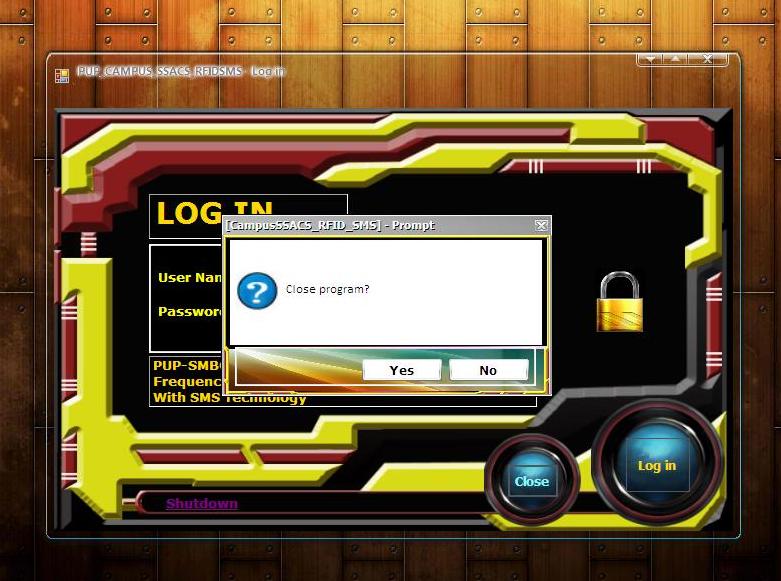 PUP_CAMPUS_SSACS_RFIDSMS - Log in
LOG IN
[CampusSSACS_RFID_SMS] - Prompt
User Nam
Close program?
Password
PUP-SMB
Yes
No
Frequenc
With SMS Technology
Log in
Close
Shutdown